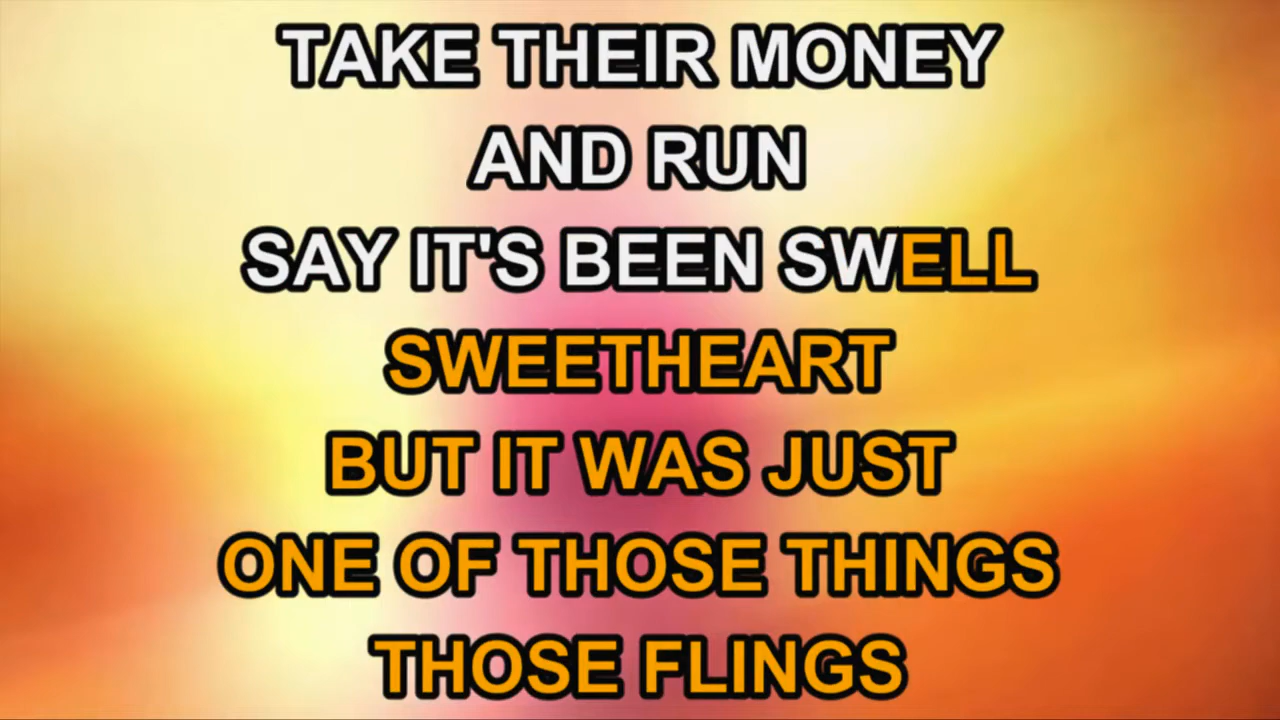 TAKE THEIR MONEY
AND RUN
SAY IT'S BEEN SWELL
SWEETHEART
BUT IT WAS JUST
ONE OF THOSE THINGS
THOSE FLINGS